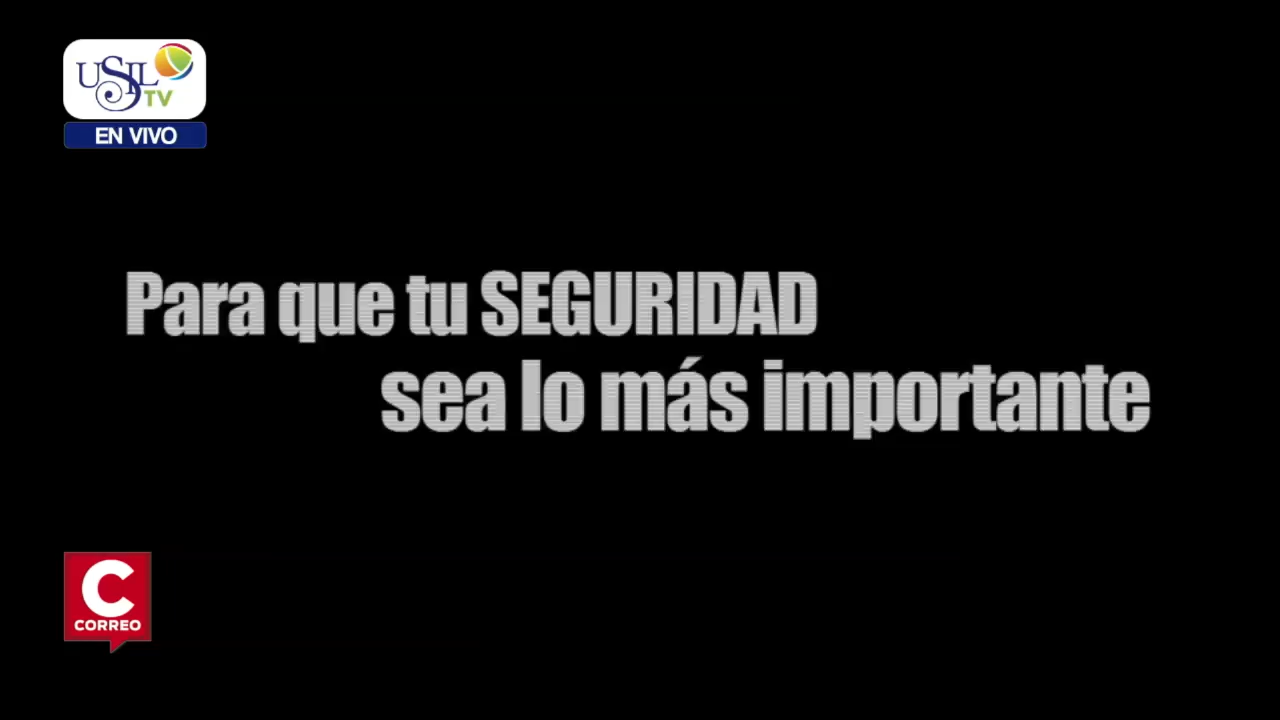 USIL
TV
EN VIVO
Para que tu SEGURIDAD
sea lo más importante
C
CORREO